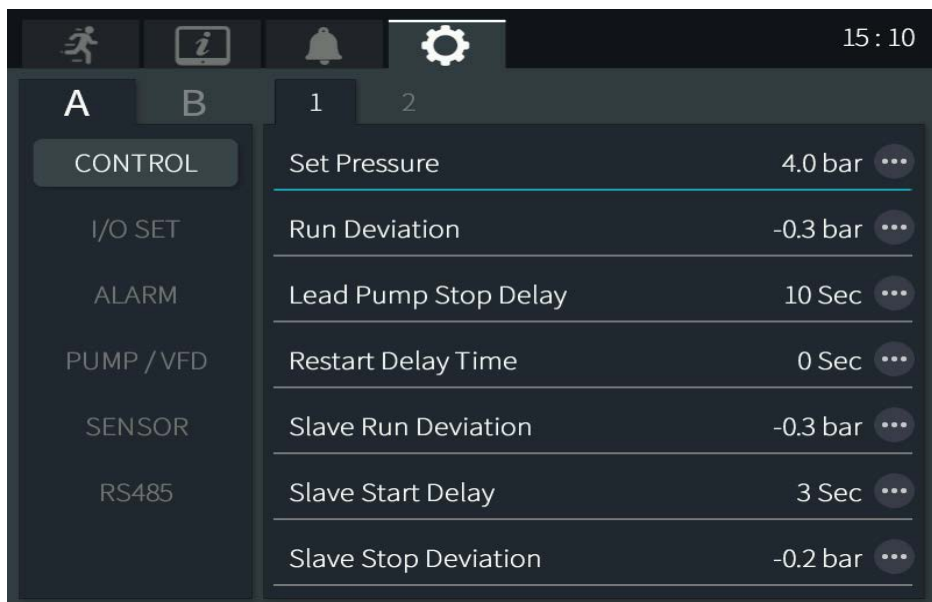 i
15 : 10
A B
1 2
CONTROL
I/O SET
ALARM
PUMP / VFD
SENSOR
RS485
Set Pressure 4.0 bar
Run Deviation -0.3 bar
Lead Pump Stop Delay 10 Sec
Restart Delay Time 0 Sec
Slave Run Deviation -0.3 bar
Slave Start Delay 3 Sec
Slave Stop Deviation -0.2 bar